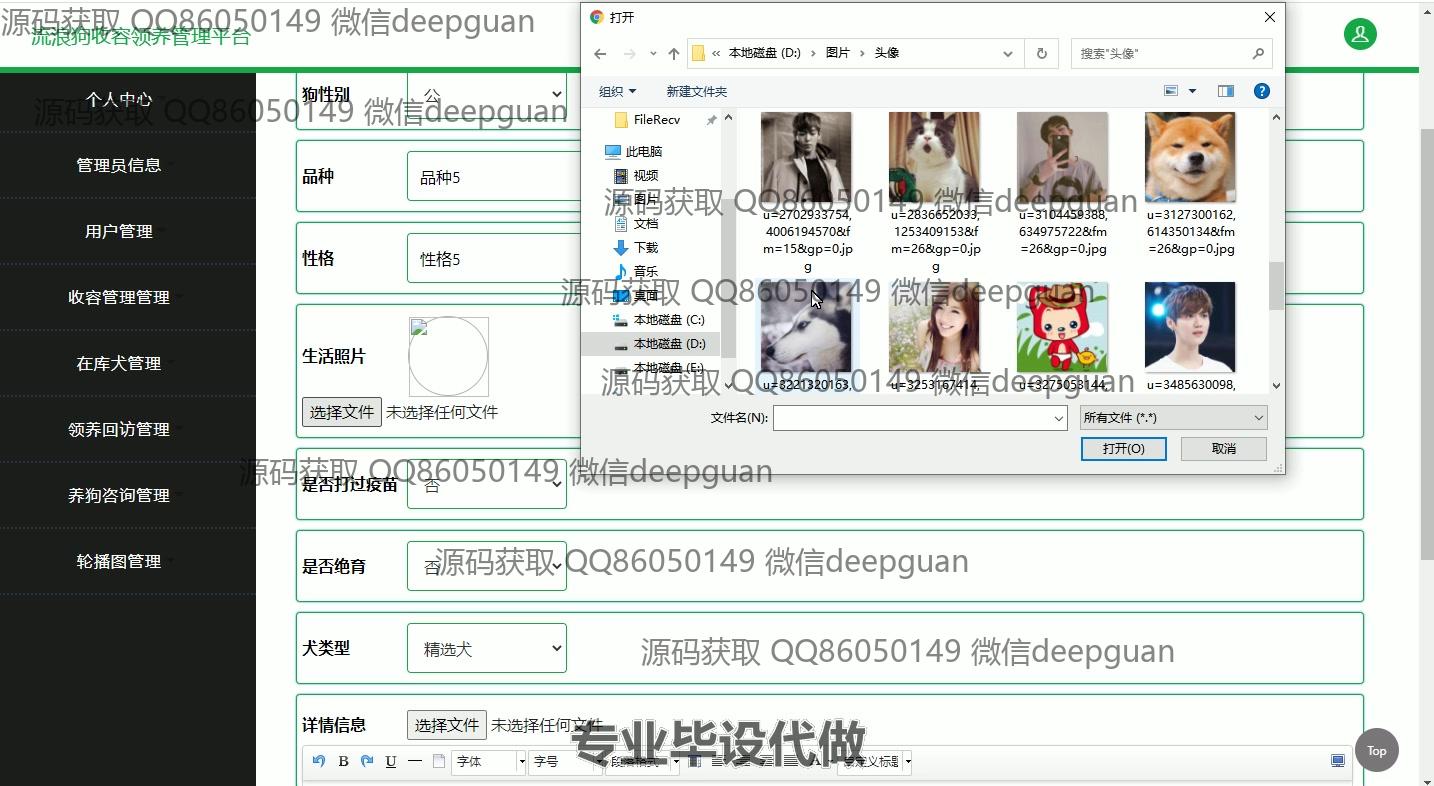 源码获取 QQ86050149 微信deepguan
流浪狗收容领养管理平台
打开
本地磁盘 (D:) › 图片 › 头像
搜索"头像"
组织
新建文件夹
个人中心
源码获取 QQ86050149 微信deepguan
管理员信息
用户管理
收容管理管理
在库犬管理
领养回访管理
养狗咨询管理
轮播图管理
狗性别
公
品种
品种5
性格
性格5
生活照片
选择文件 未选择任何文件
FileRecv
此电脑
视频
图片
文档
下载
音乐
桌面
本地磁盘 (C:)
本地磁盘 (D:)
本地磁盘 (E:)
源码获取 QQ86050149 微信deepguan
u=2702933754,
4006194570&f
m=15&gp=0.jp
g
u=2836652033,
1253409153&f
m=26&gp=0.jp
g
u=3104459388,
634975722&fm
=26&gp=0.jpg
u=3127300162,
614350134&fm
=26&gp=0.jpg
源码获取 QQ86050149 微信deepguan
u=3221320163,
u=3253167414,
u=3275053144,
u=3485630098,
源码获取 QQ86050149 微信deepguan
文件名(N):
所有文件 (*.*)
打开(O)
取消
源码获取 QQ86050149 微信deepguan
是否打过疫苗
否
是否绝育
否
源码获取 QQ86050149 微信deepguan
犬类型
精选犬
源码获取 QQ86050149 微信deepguan
详情信息
选择文件 未选择任何文件
专业毕设代做
B
U
字体
字号
段落格式
自定义标题
Top